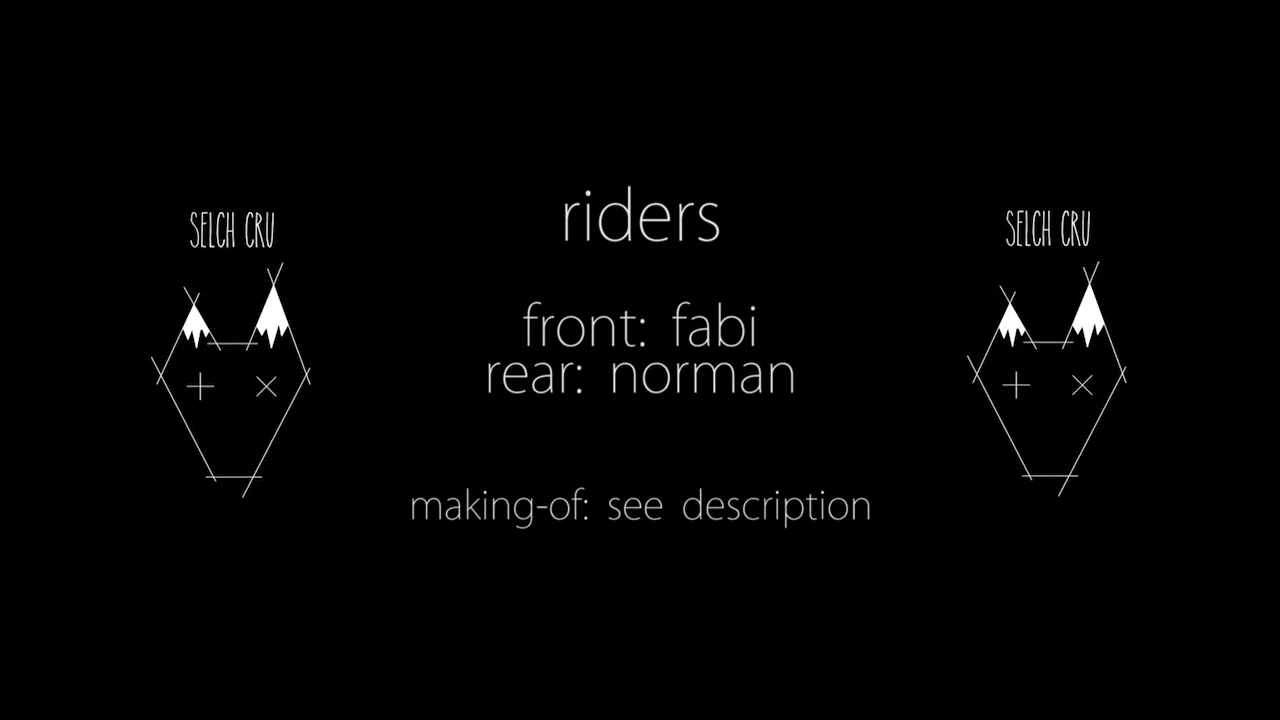 riders
SELCH CRU
SELCH CRU
front: fabi
rear: norman
making-of: see description